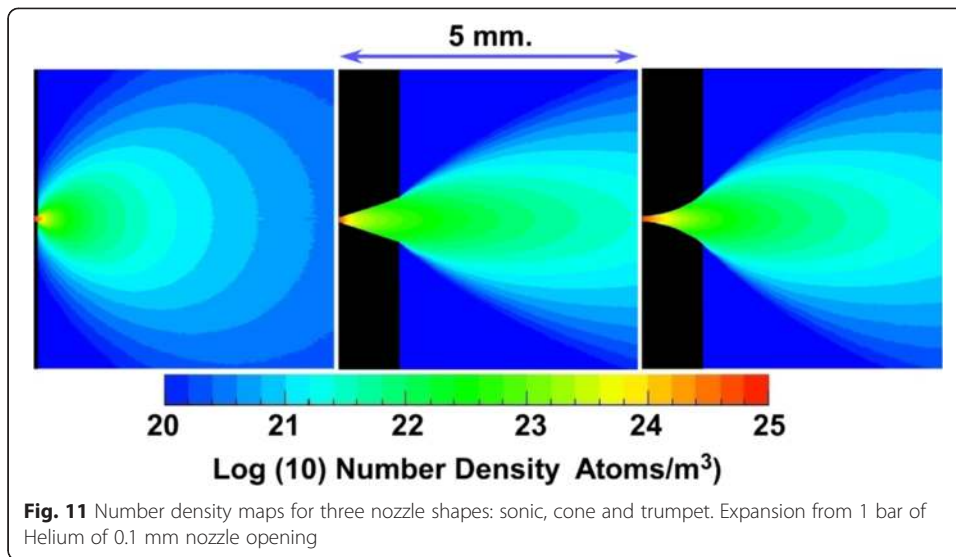 5 mm.
20 21 22 23 24 25
Log (10) Number Density Atoms/m³)
Fig. 11 Number density maps for three nozzle shapes: sonic, cone and trumpet. Expansion from 1 bar of
Helium of 0.1 mm nozzle opening